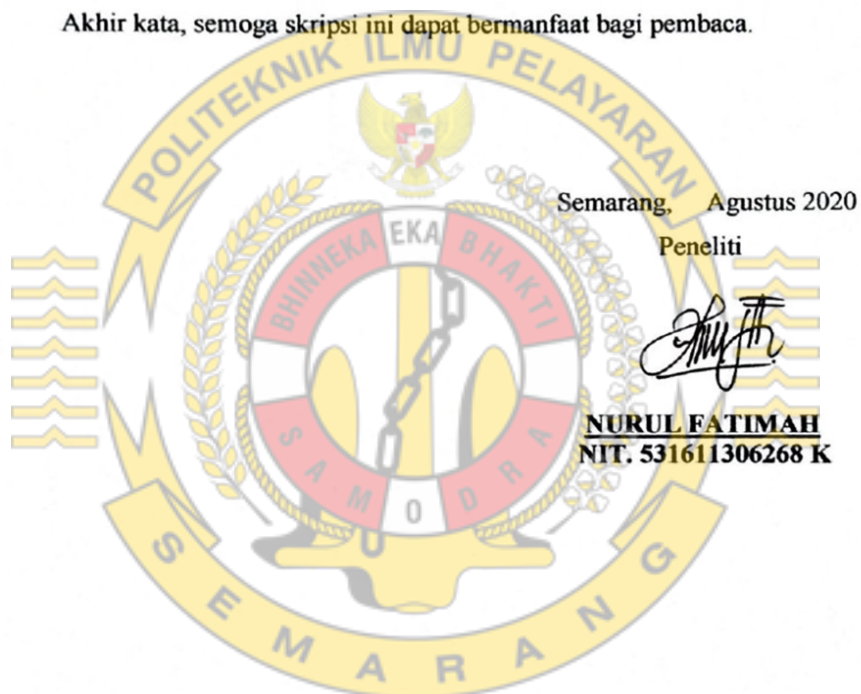 Akhir kata, semoga skripsi ini dapat bermanfaat bagi pembaca.
POLITEKNIK ILMU PELAYARAN
Semarang, Agustus 2020
Peneliti
BHINNEKA EKA BHAKTI
NURUL FATIMAH
NIT. 531611306268 K
SAMODRA
SEMARANG